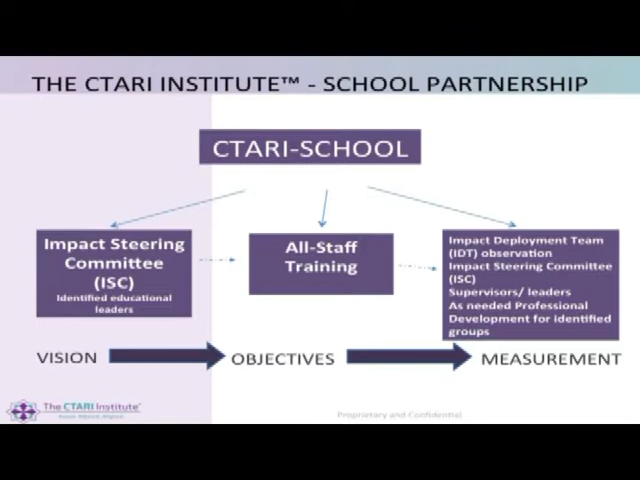 THE CTARI INSTITUTE™ - SCHOOL PARTNERSHIP
CTARI-SCHOOL
Impact Steering
Committee
(ISC)
Identified educational
leaders
All-Staff
Training
Impact Deployment Team
(IDT) observation
Impact Steering Committee
(ISC)
Supervisors/ leaders
As needed Professional
Development for identified
groups
VISION
OBJECTIVES
MEASUREMENT
The CTARI Institute
Proprietary and Confidential